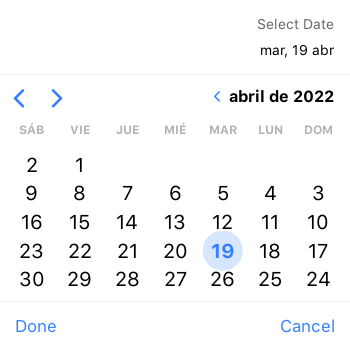 Select Date
mar, 19 abr
abril de 2022
SÁB VIE JUE MIÉ MAR LUN DOM
2 1
9 8 7 6 5 4 3
16 15 14 13 12 11 10
23 22 21 20 19 18 17
30 29 28 27 26 25 24
Done Cancel